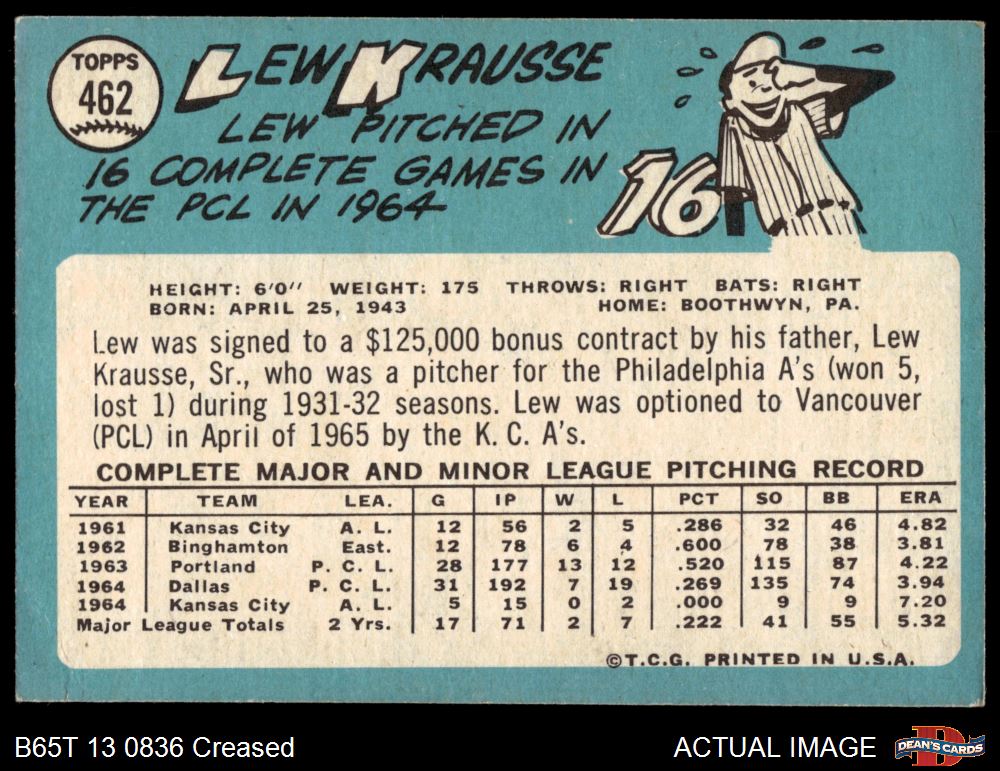 TOPPS
462
LEW KRAUSSE
LEW PITCHED IN
16 COMPLETE GAMES IN
THE PCL IN 1964
16
HEIGHT: 6'0" WEIGHT: 175 THROWS: RIGHT BATS: RIGHT
BORN: APRIL 25, 1943 HOME: BOOTHWYN, PA.
Lew was signed to a $125,000 bonus contract by his father, Lew
Krausse, Sr., who was a pitcher for the Philadelphia A's (won 5,
lost 1) during 1931-32 seasons. Lew was optioned to Vancouver
(PCL) in April of 1965 by the K. C. A's.
COMPLETE MAJOR AND MINOR LEAGUE PITCHING RECORD
YEAR TEAM LEA. G IP W L PCT SO BB ERA
1961 Kansas City A. L. 12 56 2 5 .286 32 46 4.82
1962 Binghamton East. 12 78 6 4 .600 78 38 3.81
1963 Portland P. C. L. 28 177 13 12 .520 115 87 4.22
1964 Dallas P. C. L. 31 192 7 19 .269 135 74 3.94
1964 Kansas City A. L. 5 15 0 2 .000 9 9 7.20
Major League Totals 2 Yrs. 17 71 2 7 .222 41 55 5.32
©T.C.G. PRINTED IN U.S.A.
B65T 13 0836 Creased
ACTUAL IMAGE
DEAN'S CARDS